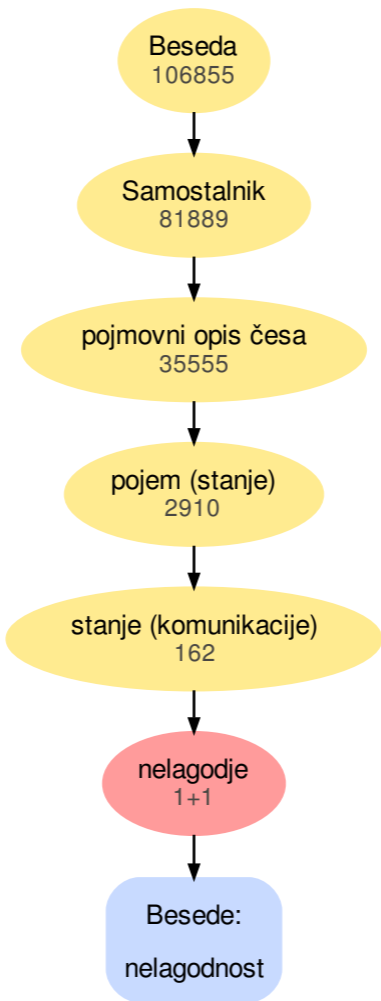 Beseda
106855
Samostalnik
81889
pojmovni opis česa
35555
pojem (stanje)
2910
stanje (komunikacije)
162
nelagodje
1+1
Besede:
nelagodnost